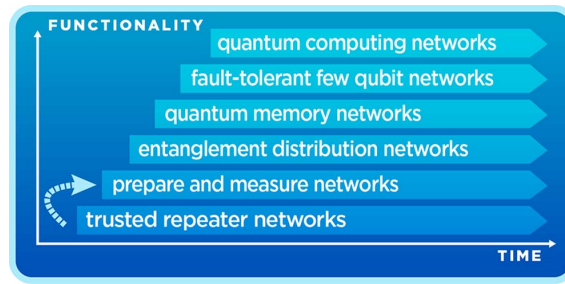 FUNCTIONALITY
quantum computing networks
fault-tolerant few qubit networks
quantum memory networks
entanglement distribution networks
prepare and measure networks
trusted repeater networks
TIME